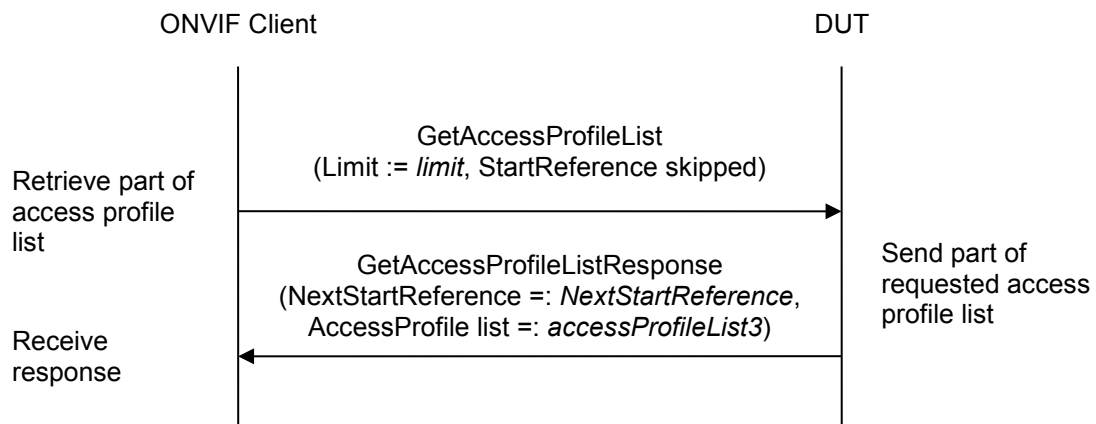 ONVIF Client
DUT
GetAccessProfileList
(Limit := limit, StartReference skipped)
Retrieve part of
access profile
list
GetAccessProfileListResponse
(NextStartReference =: NextStartReference,
AccessProfile list =: accessProfileList3)
Send part of
requested access
profile list
Receive
response